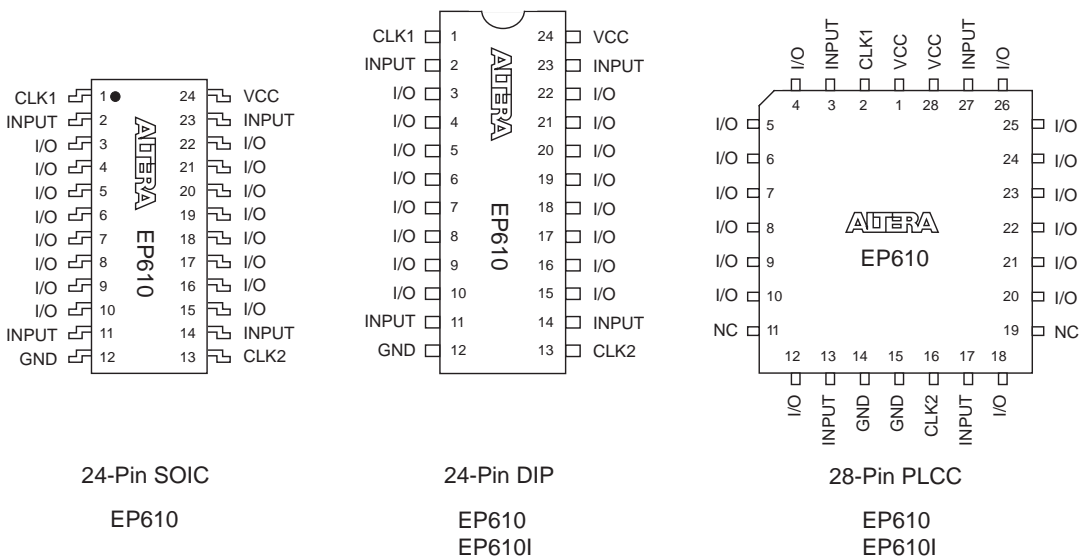 CLK1 1 24 VCC
INPUT 2 23 INPUT
I/O 3 22 I/O
I/O 4 21 I/O
I/O 5 20 I/O
I/O 6 19 I/O
I/O 7 18 I/O
I/O 8 17 I/O
I/O 9 16 I/O
I/O 10 15 I/O
INPUT 11 14 INPUT
GND 12 13 CLK2
ALTERA
EP610
24-Pin SOIC
EP610
CLK1 1 24 VCC
INPUT 2 23 INPUT
I/O 3 22 I/O
I/O 4 21 I/O
I/O 5 20 I/O
I/O 6 19 I/O
I/O 7 18 I/O
I/O 8 17 I/O
I/O 9 16 I/O
I/O 10 15 I/O
INPUT 11 14 INPUT
GND 12 13 CLK2
ALTERA
EP610
24-Pin DIP
EP610
EP610I
I/O INPUT CLK1 VCC VCC INPUT I/O
4 3 2 1 28 27 26
I/O 5 25 I/O
I/O 6 24 I/O
I/O 7 23 I/O
I/O 8 22 I/O
I/O 9 21 I/O
I/O 10 20 I/O
NC 11 19 NC
ALTERA
EP610
12 13 14 15 16 17 18
I/O INPUT GND GND CLK2 INPUT I/O
28-Pin PLCC
EP610
EP610I